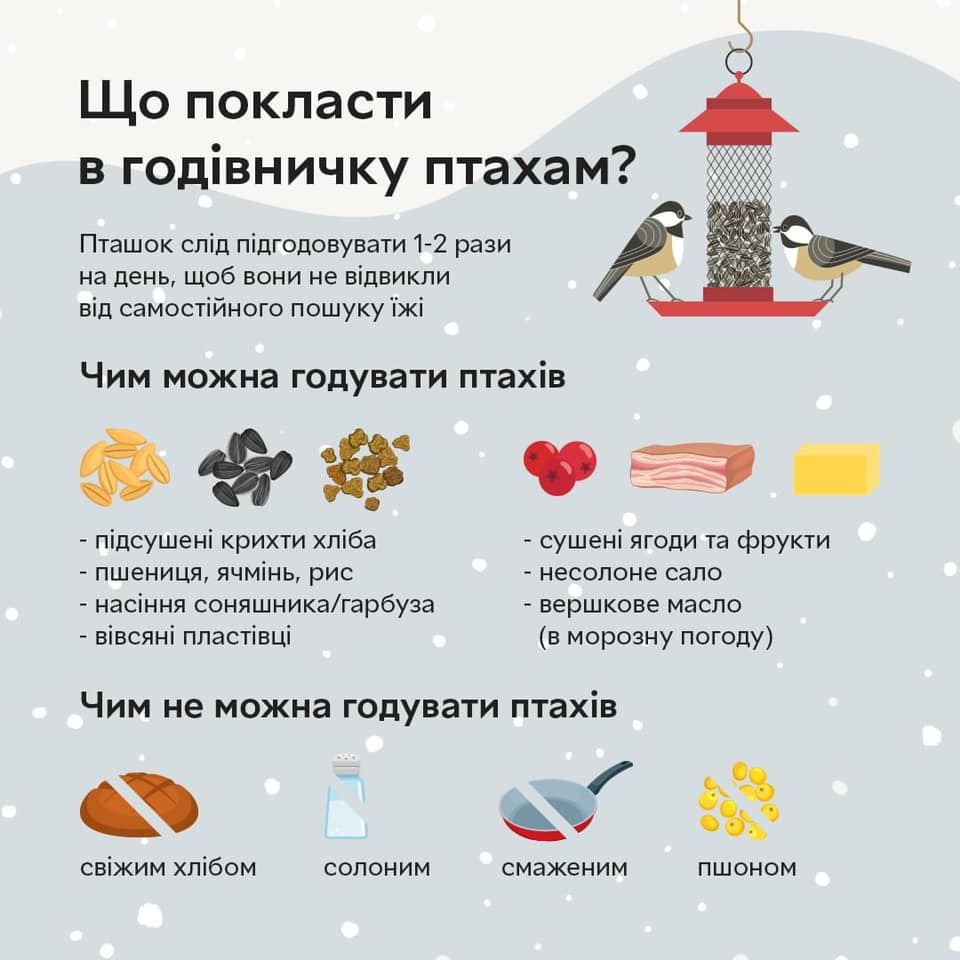 Що покласти
в годівничку птахам?
Пташок слід підгодовувати 1-2 рази
на день, щоб вони не відвикли
від самостійного пошуку їжі
Чим можна годувати птахів
- підсушені крихти хліба
- пшениця, ячмінь, рис
- насіння соняшника/гарбуза
- вівсяні пластівці
- сушені ягоди та фрукти
- несолоне сало
- вершкове масло
(в морозну погоду)
Чим не можна годувати птахів
свіжим хлібом
солоним
смаженим
пшоном